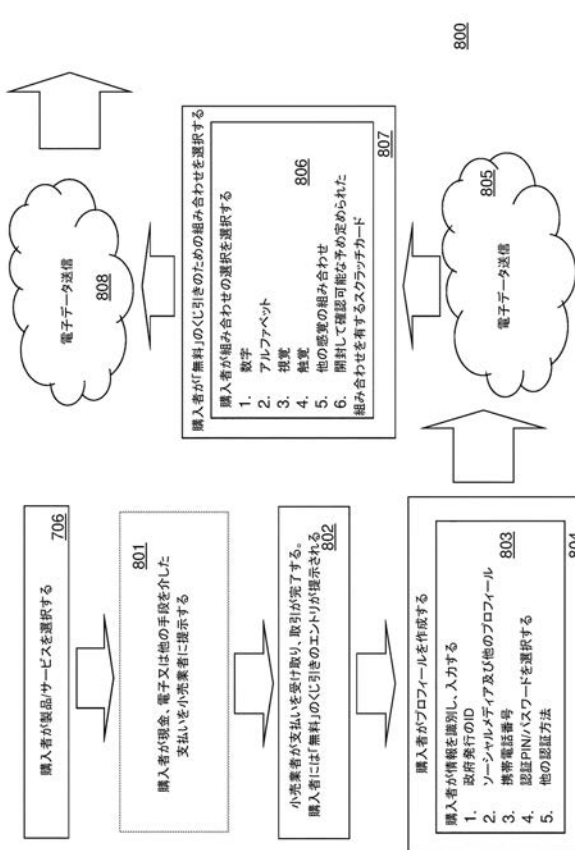 購入者が製品/サービスを選択する
706
801
購入者が現金、電子又は他の手段を介した
支払いを小売業者に提示する
小売業者が支払いを受け取り、取引が完了する。
購入者には「無料」のくじ引きのエントリが提示される
802
購入者がプロフィールを作成する
購入者が情報を識別し、入力する
1. 政府発行のID
2. ソーシャルメディア及び他のプロフィール
3. 携帯電話番号
4. 認証PIN/パスワードを選択する
5. 他の認証方法
803
804
805
電子データ送信
購入者が「無料」のくじ引きのための組み合わせを選択する
購入者が組み合わせの選択を選択する
1. 数字
2. アルファベット
3. 視覚
4. 触覚
5. 他の感覚の組み合わせ
6. 開封して確認可能な予め定められた
組み合わせを有するスクラッチカード
806
807
電子データ送信
808
800